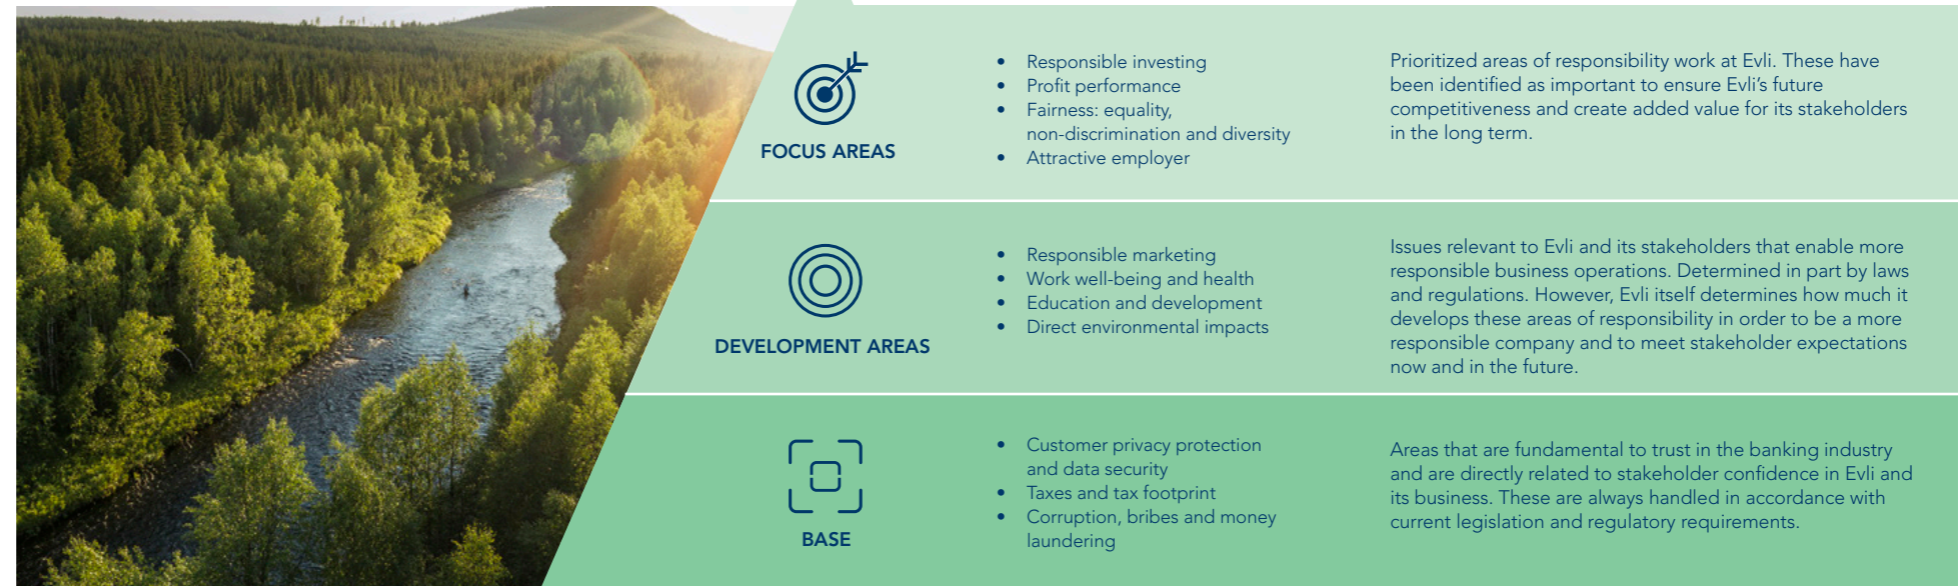 FOCUS AREAS
• Responsible investing
• Profit performance
• Fairness: equality,
non-discrimination and diversity
• Attractive employer
Prioritized areas of responsibility work at Evli. These have
been identified as important to ensure Evli’s future
competitiveness and create added value for its stakeholders
in the long term.
DEVELOPMENT AREAS
• Responsible marketing
• Work well-being and health
• Education and development
• Direct environmental impacts
Issues relevant to Evli and its stakeholders that enable more
responsible business operations. Determined in part by laws
and regulations. However, Evli itself determines how much it
develops these areas of responsibility in order to be a more
responsible company and to meet stakeholder expectations
now and in the future.
BASE
• Customer privacy protection
and data security
• Taxes and tax footprint
• Corruption, bribes and money
laundering
Areas that are fundamental to trust in the banking industry
and are directly related to stakeholder confidence in Evli and
its business. These are always handled in accordance with
current legislation and regulatory requirements.